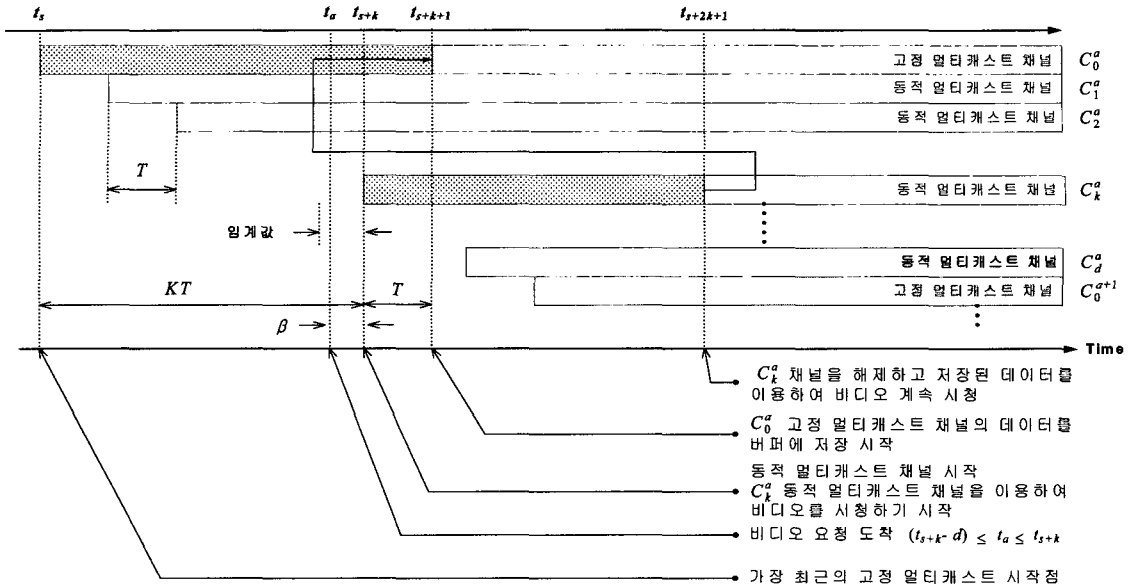 t_s t_a t_{s+k} t_{s+k+1} t_{s+2k+1}
고정 멀티캐스트 채널 C_0^a
동적 멀티캐스트 채널 C_1^a
동적 멀티캐스트 채널 C_2^a
T
동적 멀티캐스트 채널 C_k^a
임계값
동적 멀티캐스트 채널 C_d^a
KT T
고정 멀티캐스트 채널 C_0^{a+1}
β
Time
C_k^a 채널을 해제하고 저장된 데이터를
이용하여 비디오 계속 시청
C_0^a 고정 멀티캐스트 채널의 데이터를
버퍼에 저장 시작
동적 멀티캐스트 채널 시작
C_k^a 동적 멀티캐스트 채널을 이용하여
비디오를 시청하기 시작
비디오 요청 도착 (t_{s+k}- d) ≤ t_a ≤ t_{s+k}
가장 최근의 고정 멀티캐스트 시작점